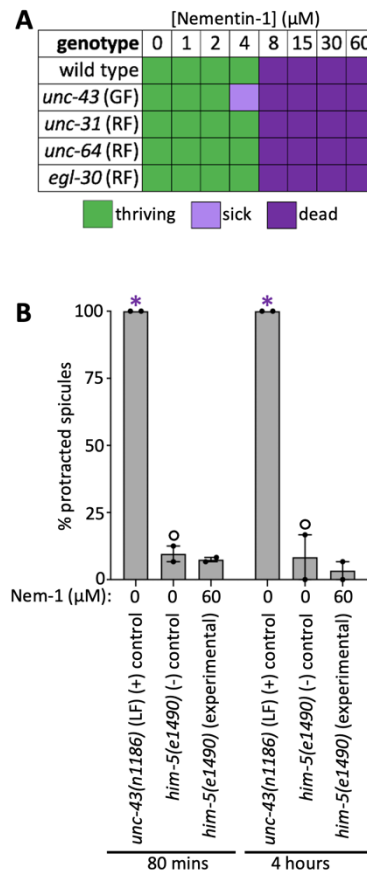 A
[Nementin-1] (µM)
genotype 0 1 2 4 8 15 30 60
wild type
unc-43 (GF)
unc-31 (RF)
unc-64 (RF)
egl-30 (RF)
thriving sick dead
B
% protracted spicules
100
75
50
25
0
* *
Nem-1 (µM): 0 0 60 0 0 60
unc-43(n1186) (LF) (+) control
him-5(e1490) (-) control
him-5(e1490) (experimental)
unc-43(n1186) (LF) (+) control
him-5(e1490) (-) control
him-5(e1490) (experimental)
80 mins 4 hours